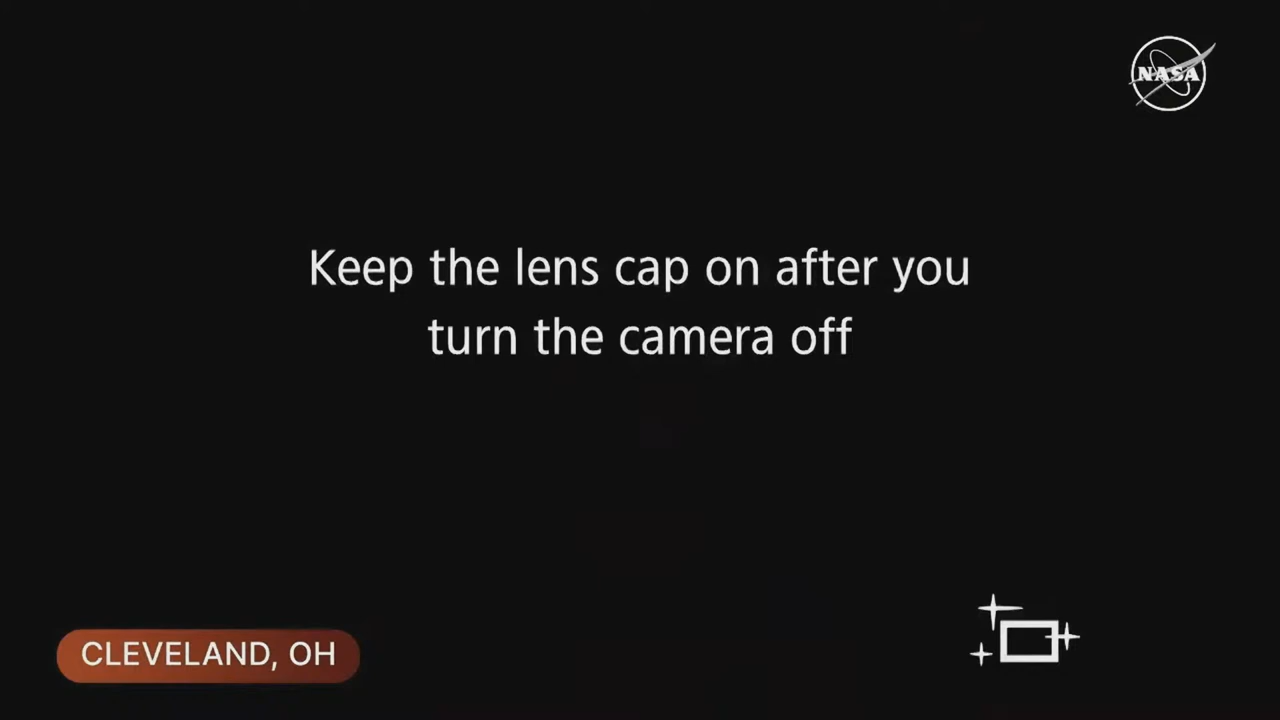 NASA
Keep the lens cap on after you
turn the camera off
CLEVELAND, OH